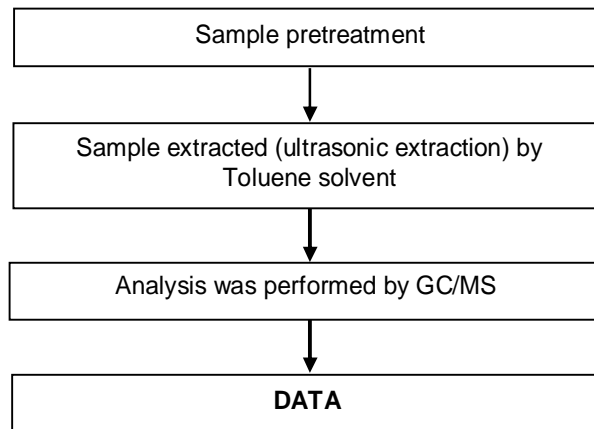 Sample pretreatment
Sample extracted (ultrasonic extraction) by
Toluene solvent
Analysis was performed by GC/MS
DATA